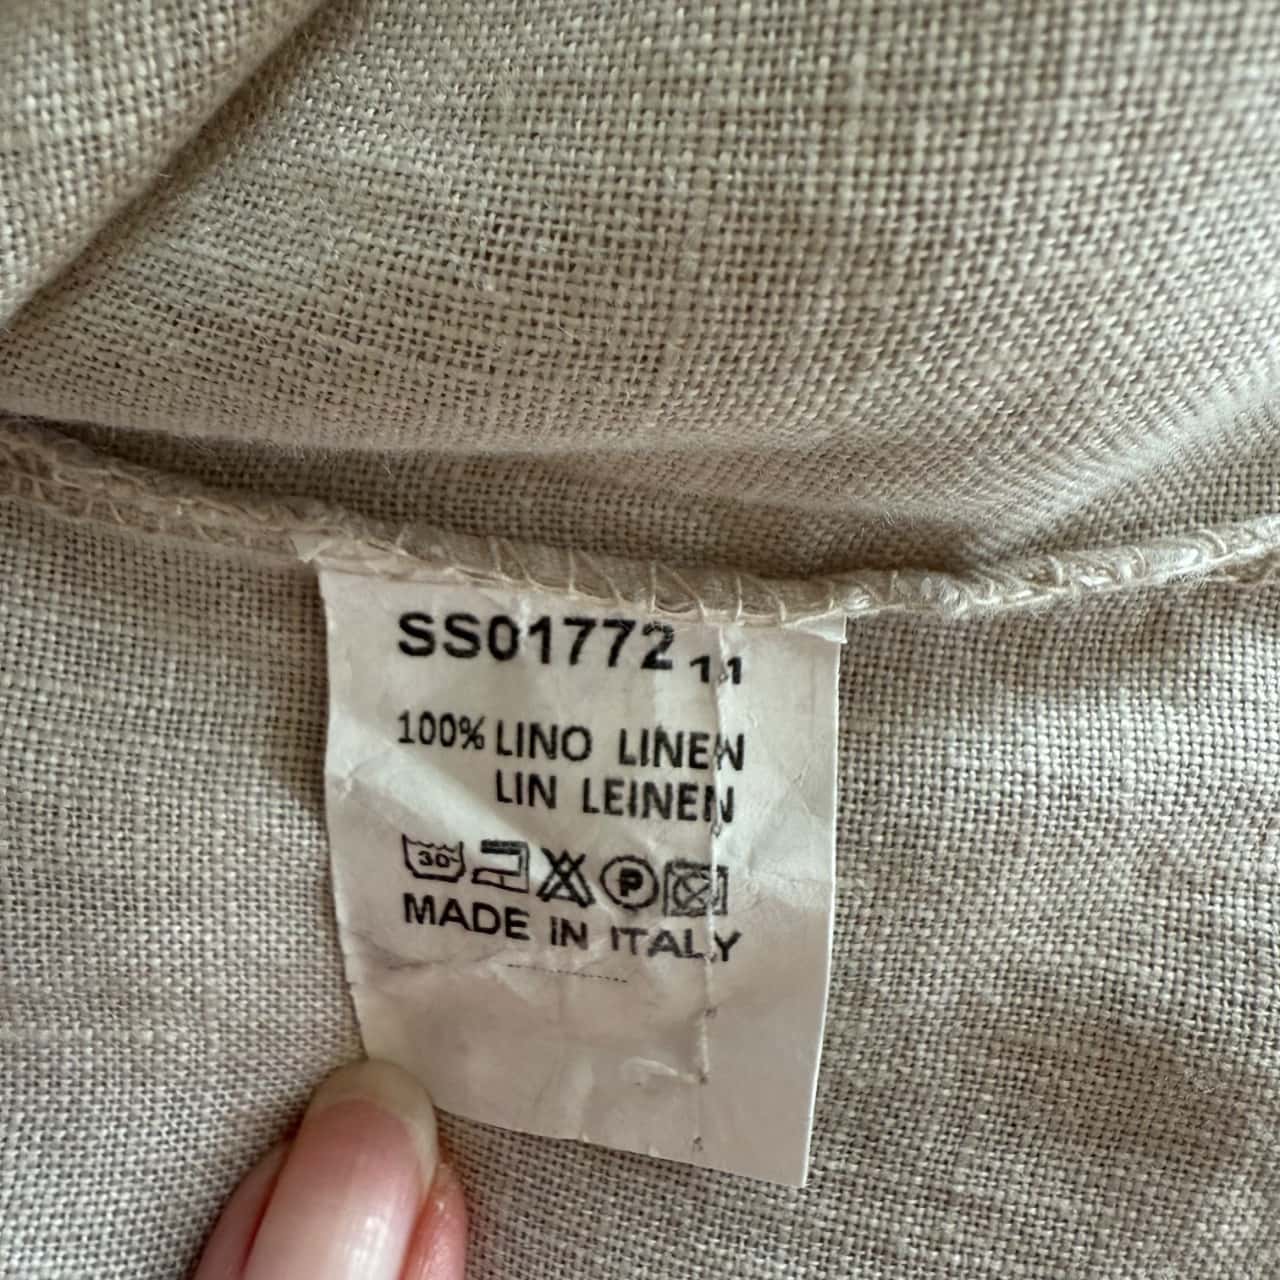 SS01772 11
100% LINO LINEN
LIN LEINEN
30 P
MADE IN ITALY